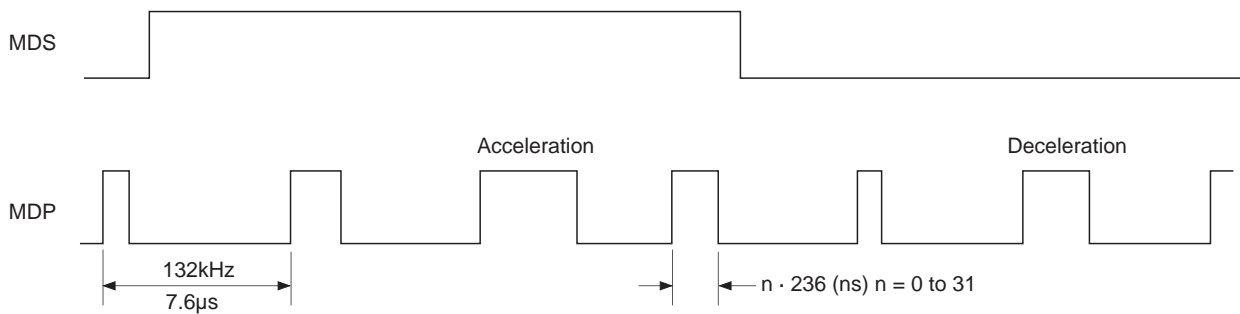 MDS
Acceleration
Deceleration
MDP
132kHz
7.6µs
n · 236 (ns) n = 0 to 31